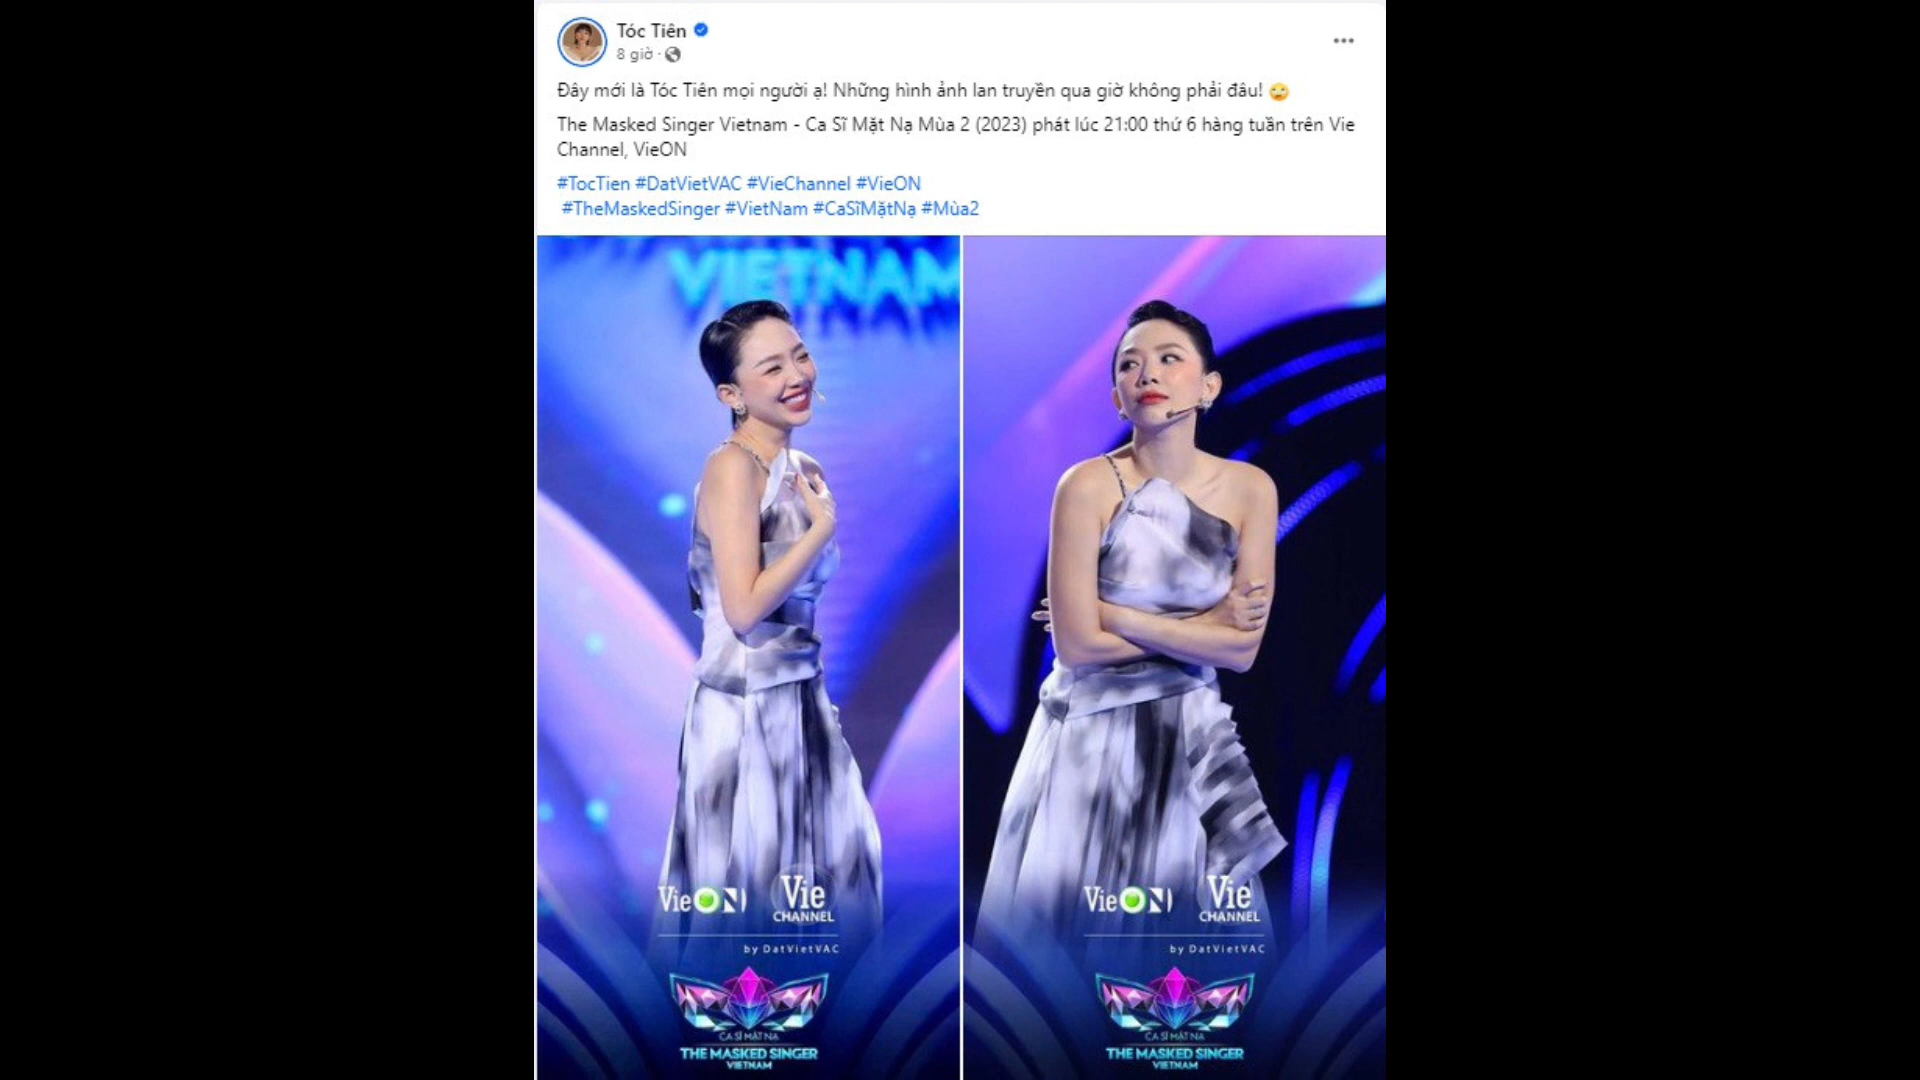 Tóc Tiên
8 giờ ·
Đây mới là Tóc Tiên mọi người ạ! Những hình ảnh lan truyền qua giờ không phải đâu! 🙄
The Masked Singer Vietnam - Ca Sĩ Mặt Nạ Mùa 2 (2023) phát lúc 21:00 thứ 6 hàng tuần trên Vie
Channel, VieON
#TocTien #DatVietVAC #VieChannel #VieON
#TheMaskedSinger #VietNam #CaSĩMặtNạ #Mùa2
VIETNAM
VieON
Vie
CHANNEL
by DatVietVAC
CA SĨ MẶT NẠ
THE MASKED SINGER
VIETNAM
VieON
Vie
CHANNEL
by DatVietVAC
CA SĨ MẶT NẠ
THE MASKED SINGER
VIETNAM